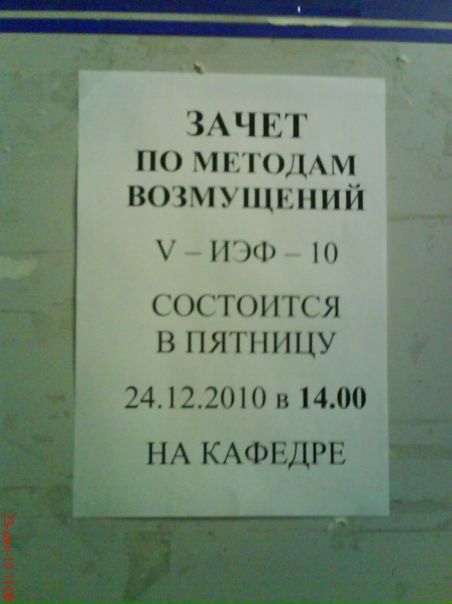 ЗАЧЕТ
ПО МЕТОДАМ
ВОЗМУЩЕНИЙ
V – ИЭФ – 10
СОСТОИТСЯ
В ПЯТНИЦУ
24.12.2010 в 14.00
НА КАФЕДРЕ